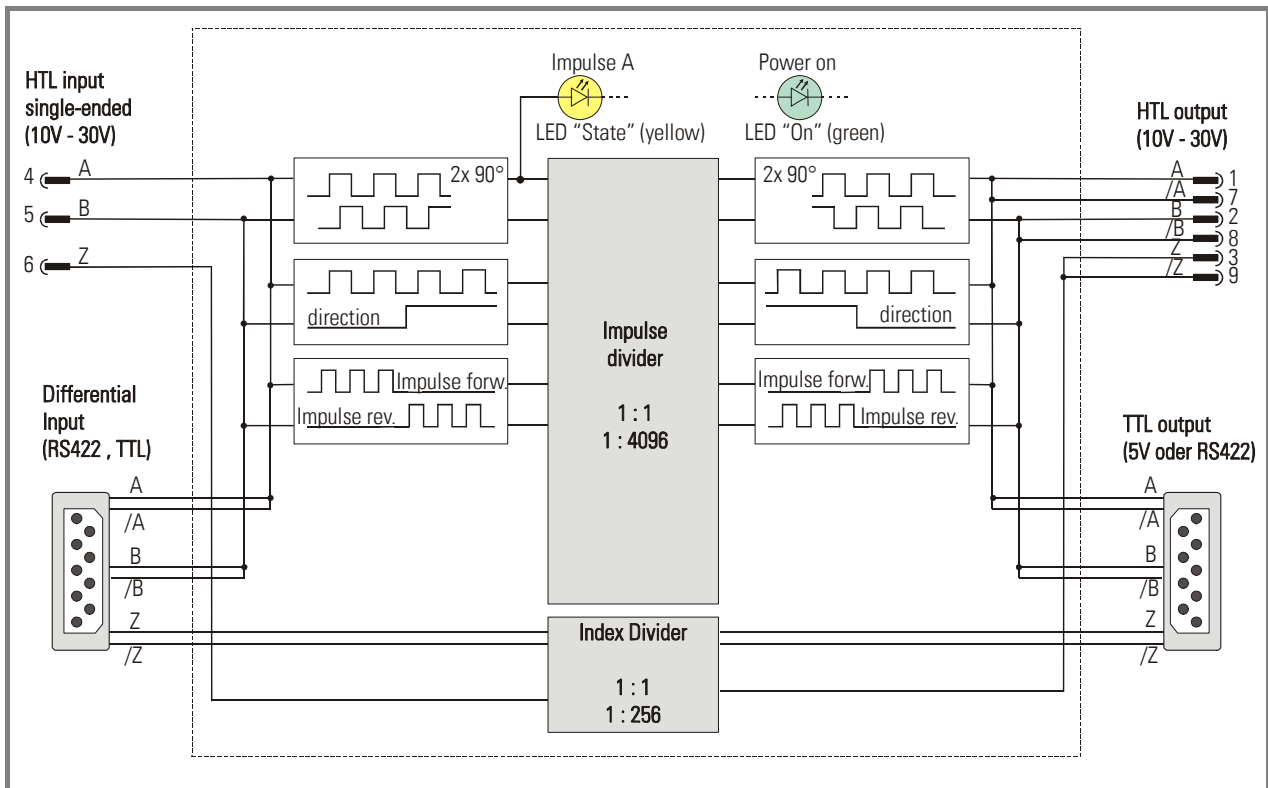 Impulse A
Power on
LED "State" (yellow)
LED "On" (green)
HTL input
single-ended
(10V - 30V)
4 A
5 B
6 Z
HTL output
(10V - 30V)
A 1
/A 7
B 2
/B 8
Z 3
/Z 9
2x 90°
2x 90°
direction
direction
Impulse forw.
Impulse rev.
Impulse forw.
Impulse rev.
Impulse
divider
1 : 1
1 : 4096
Differential
Input
(RS422 , TTL)
A
/A
B
/B
Z
/Z
TTL output
(5V oder RS422)
A
/A
B
/B
Z
/Z
Index Divider
1 : 1
1 : 256